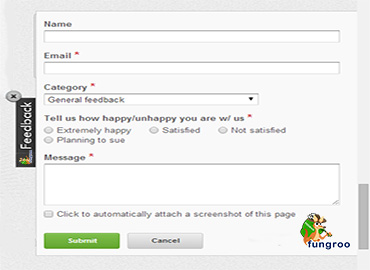 Name
Email *
Category *
General feedback
Tell us how happy/unhappy you are w/ us *
Extremely happy Satisfied Not satisfied
Planning to sue
Message *
Click to automatically attach a screenshot of this page
Submit Cancel
Feedback
fungroo